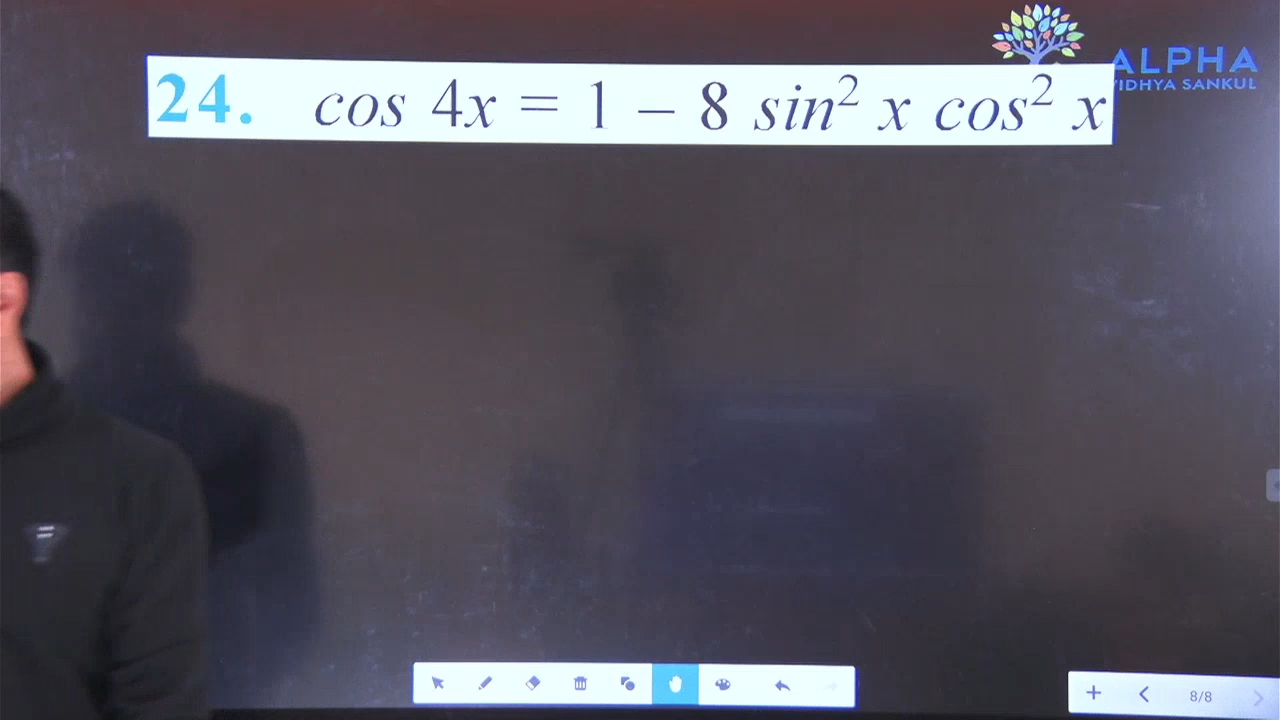 ALPHA
VIDHYA SANKUL
24. cos 4x = 1 – 8 sin² x cos² x
8/8